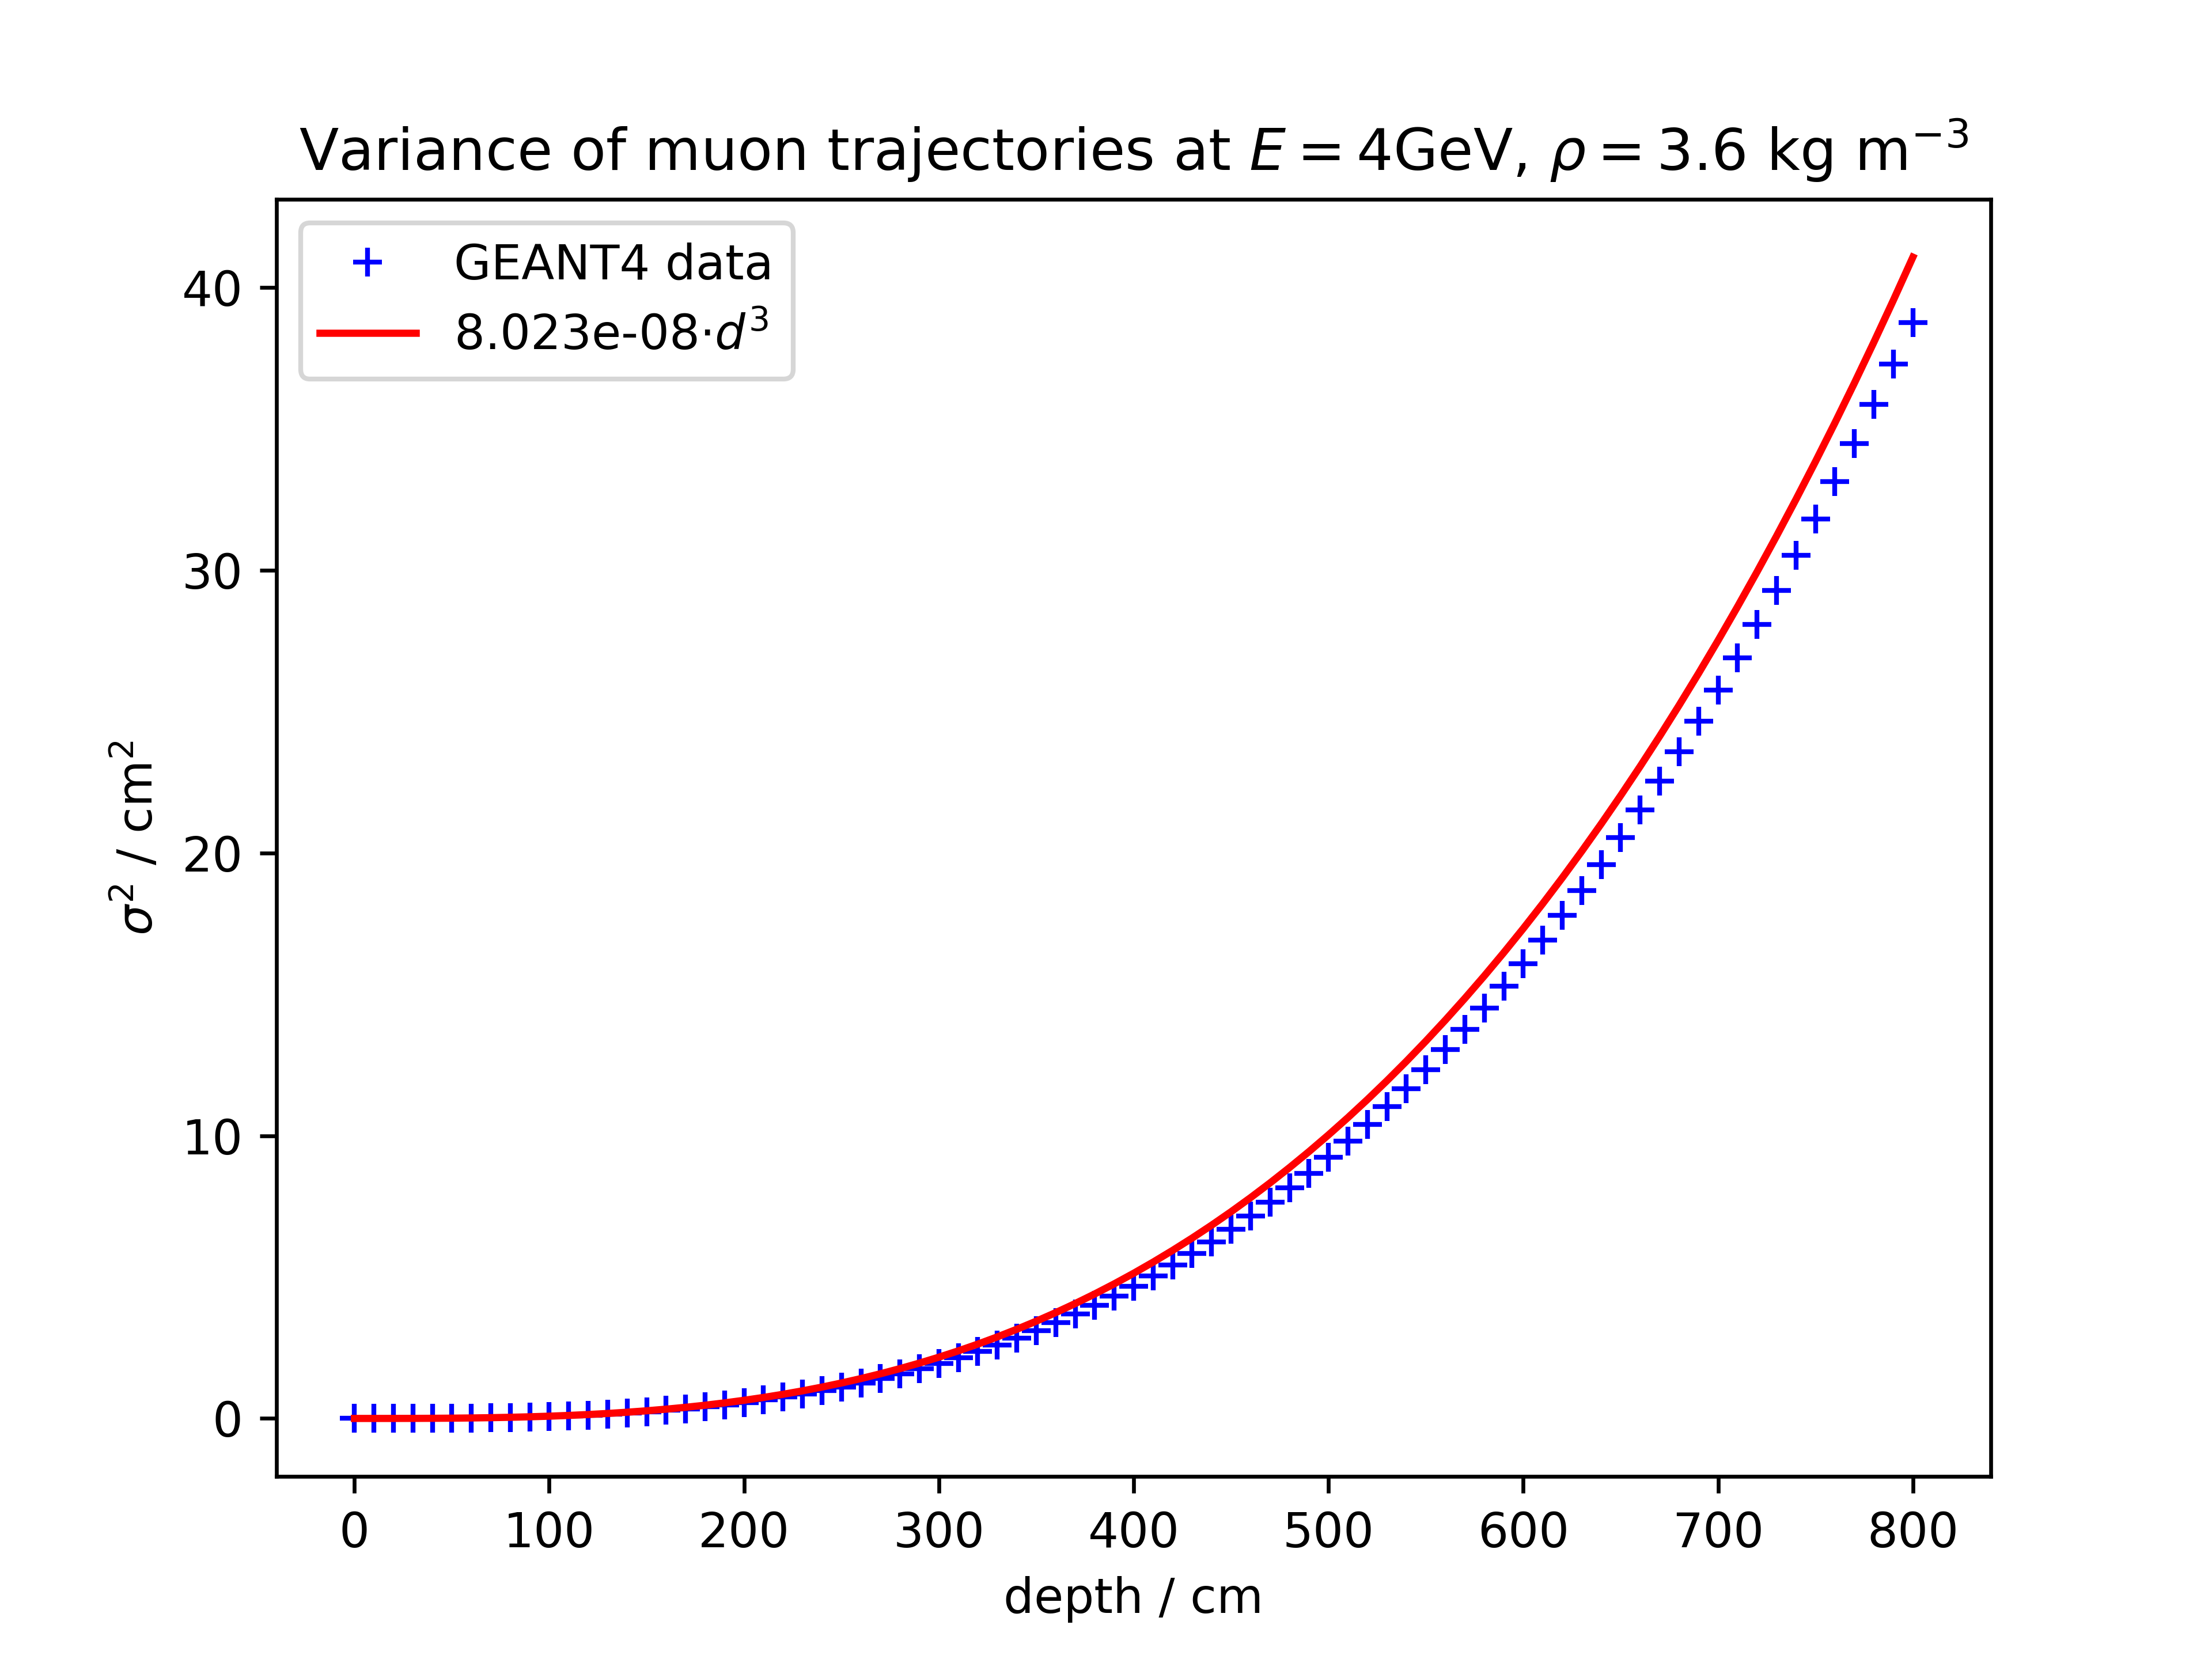 Variance of muon trajectories at E = 4GeV, ρ = 3.6 kg m⁻³
GEANT4 data
8.023e-08·d³
40
30
20
10
0
σ² / cm²
0 100 200 300 400 500 600 700 800
depth / cm